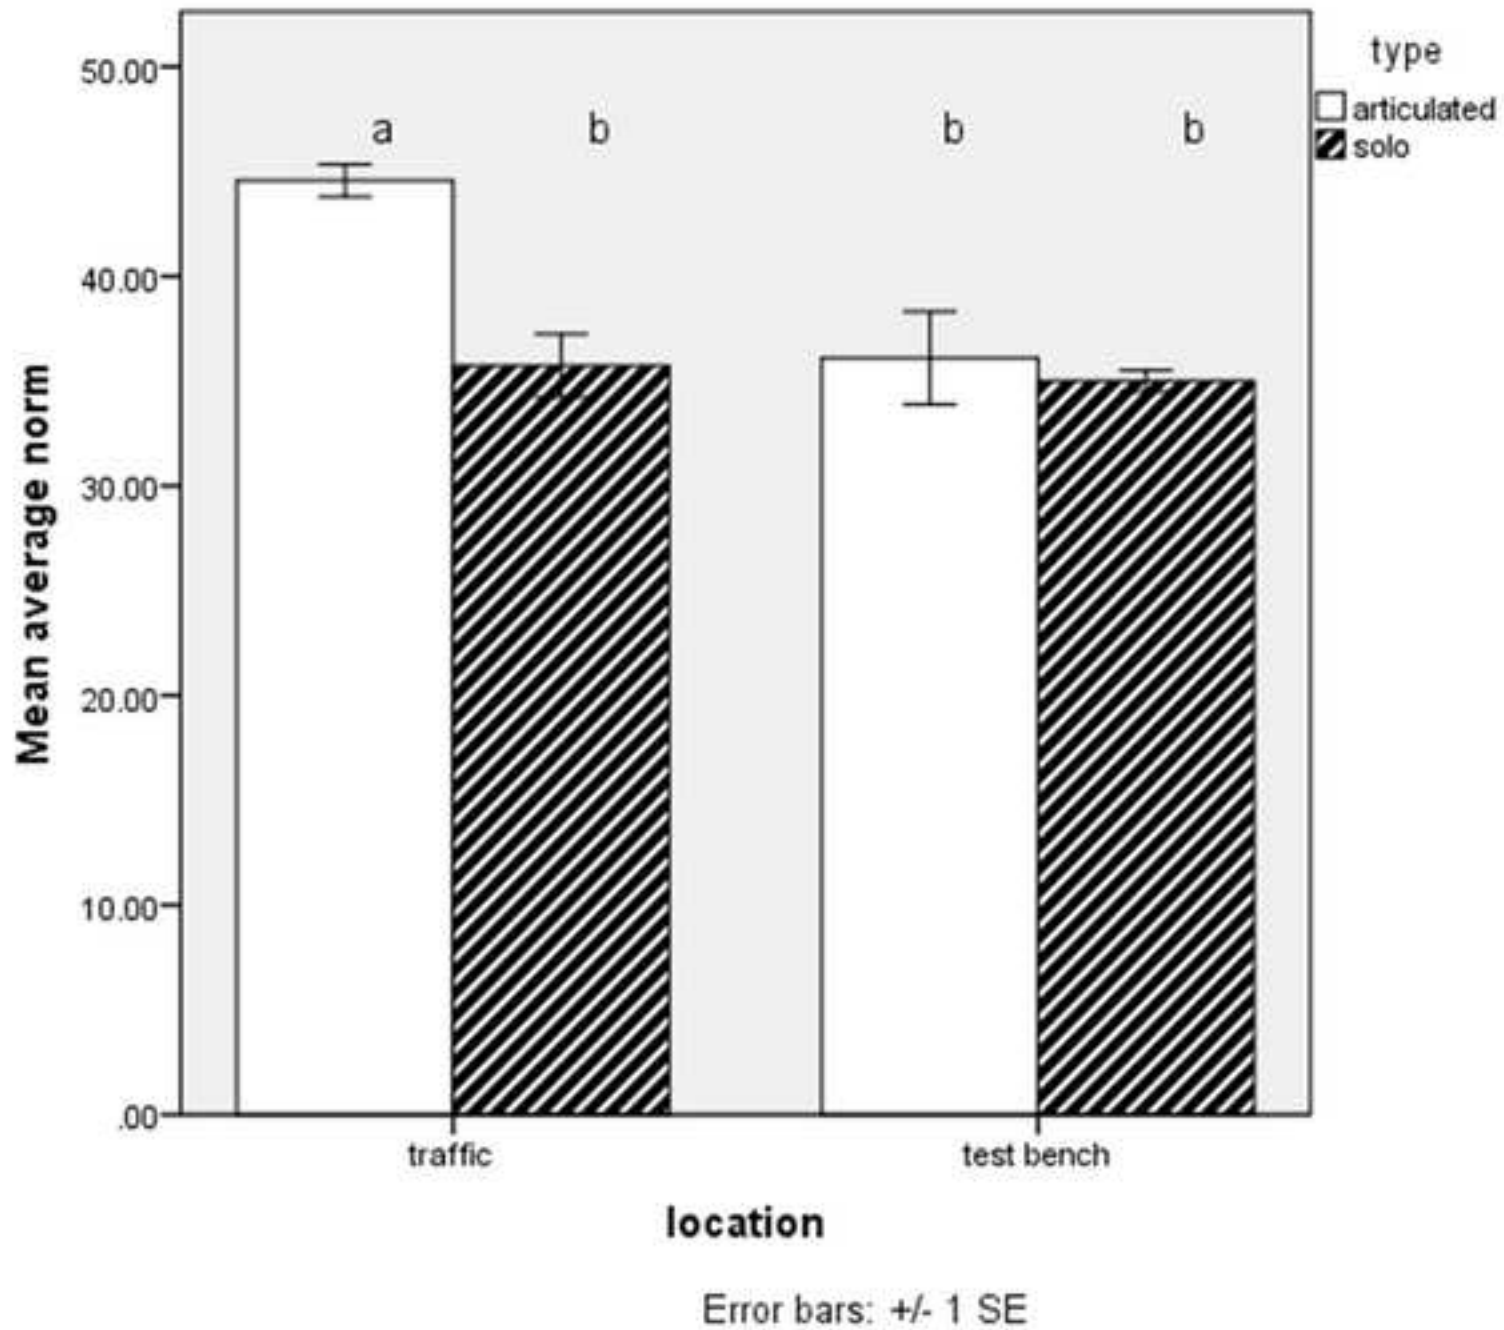 type
articulated
solo
50.00
40.00
30.00
20.00
10.00
.00
Mean average norm
a b b b
traffic test bench
location
Error bars: +/- 1 SE